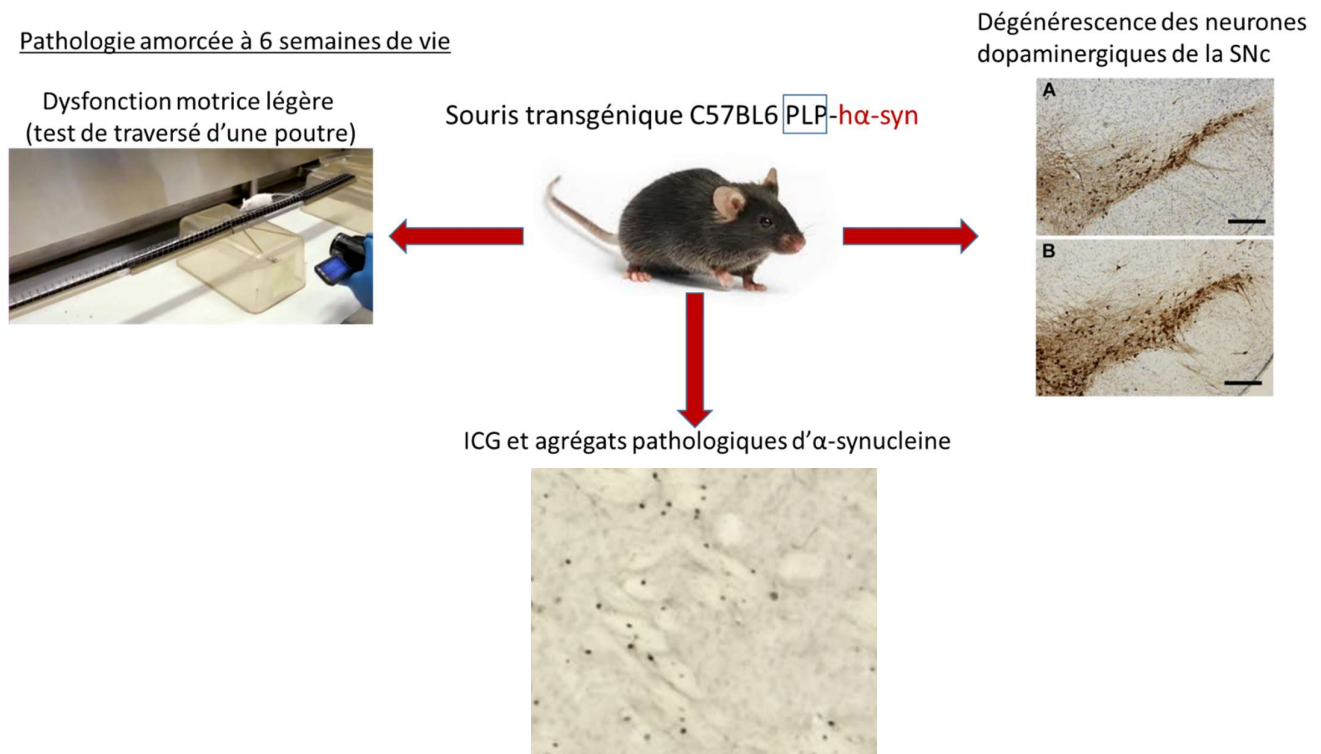 Pathologie amorcée à 6 semaines de vie
Dysfonction motrice légère
(test de traversé d'une poutre)
Souris transgénique C57BL6 PLP-hα-syn
Dégénérescence des neurones
dopaminergiques de la SNc
A
B
ICG et agrégats pathologiques d'α-synucleine